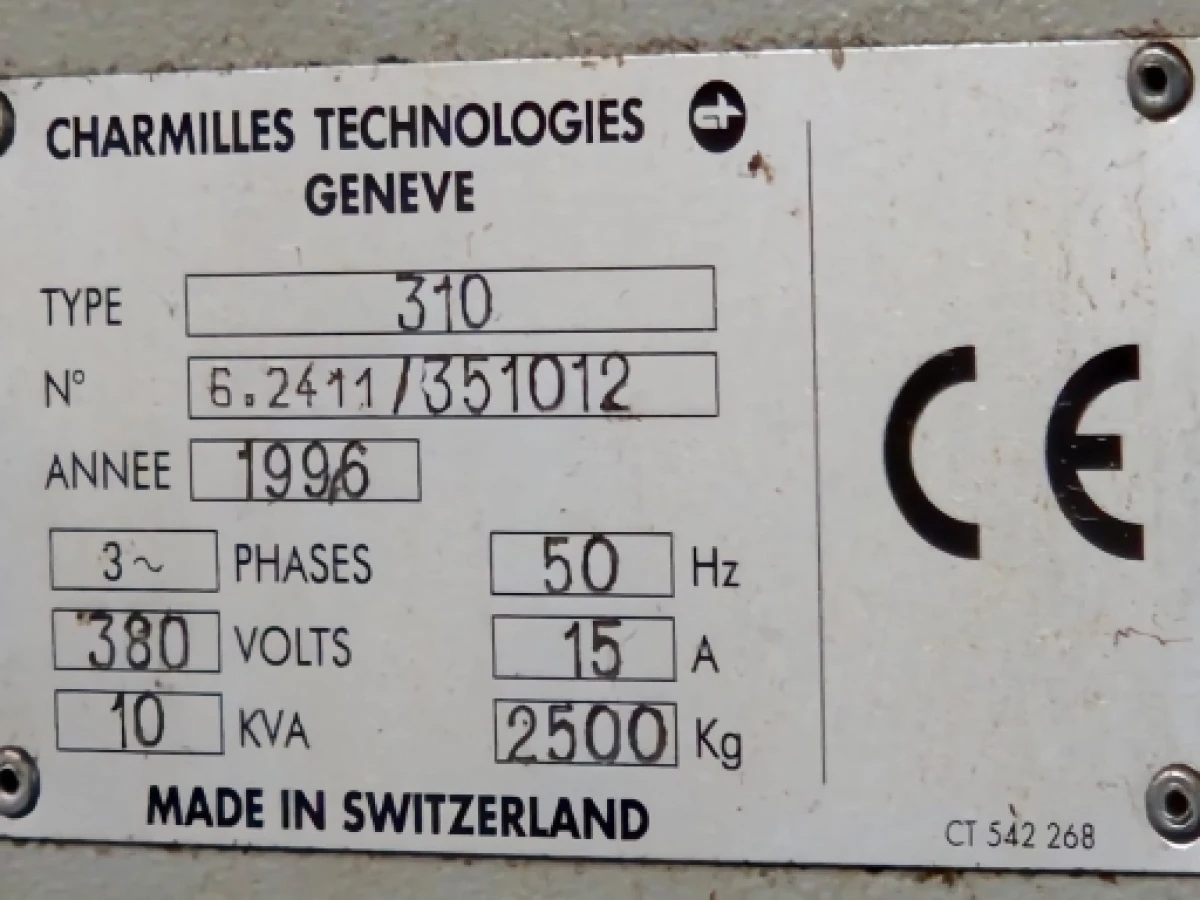 CHARMILLES TECHNOLOGIES
GENEVE
TYPE 310
N° 6.2411/351012
ANNEE 1996
3~ PHASES 50 Hz
380 VOLTS 15 A
10 KVA 2500 Kg
MADE IN SWITZERLAND
CE
CT 542 268